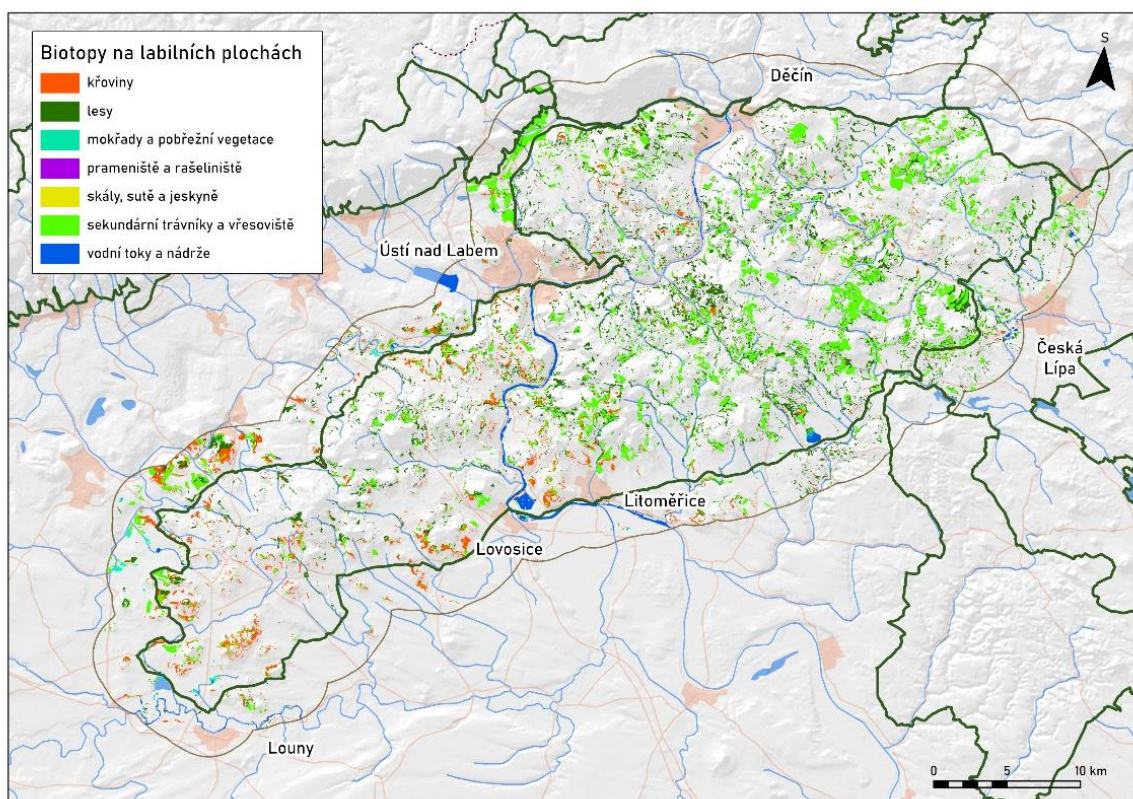 Biotopy na labilních plochách
křoviny
lesy
mokřady a pobřežní vegetace
prameniště a rašeliniště
skály, sutě a jeskyně
sekundární trávníky a vřesoviště
vodní toky a nádrže
S
Děčín
Ústí nad Labem
Česká
Lípa
Litoměřice
Lovosice
Louny
0 5 10 km